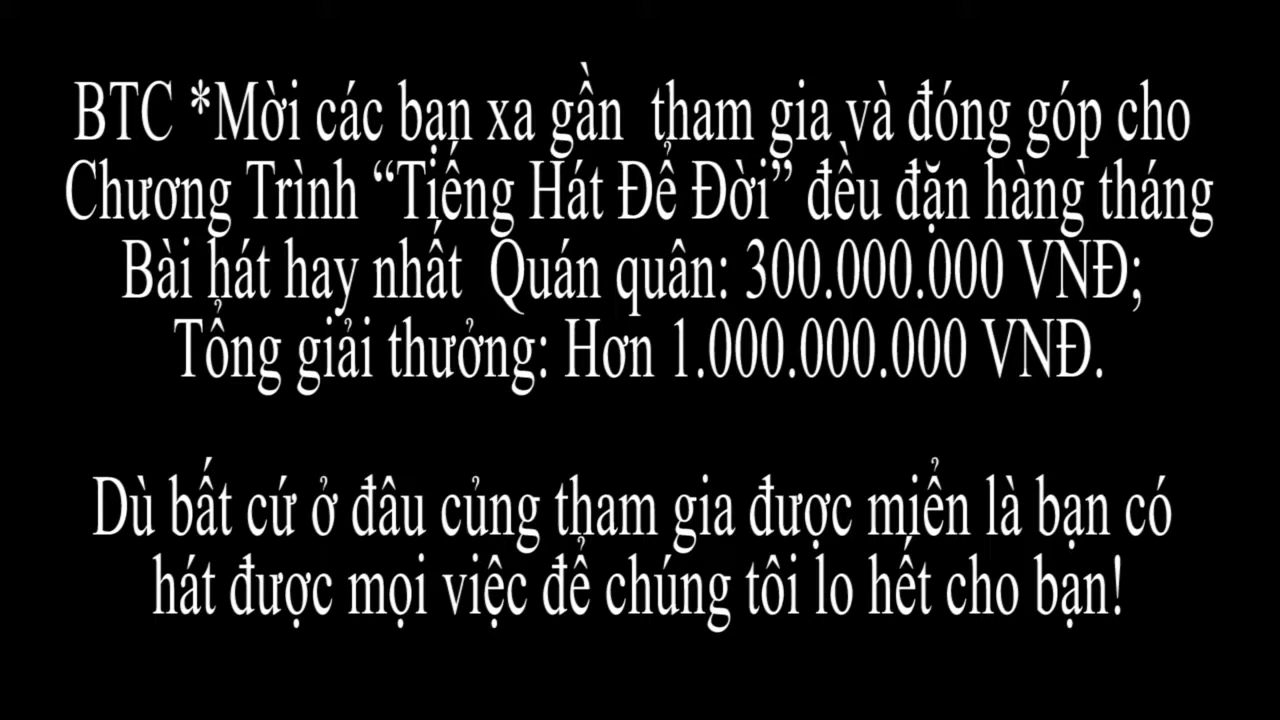 BTC *Mời các bạn xa gần  tham gia và đóng góp cho
Chương Trình “Tiếng Hát Để Đời” đều đặn hàng tháng
Bài hát hay nhất  Quán quân: 300.000.000 VNĐ;
Tổng giải thưởng: Hơn 1.000.000.000 VNĐ.
Dù bất cứ ở đâu củng tham gia được miển là bạn có
hát được mọi việc để chúng tôi lo hết cho bạn!